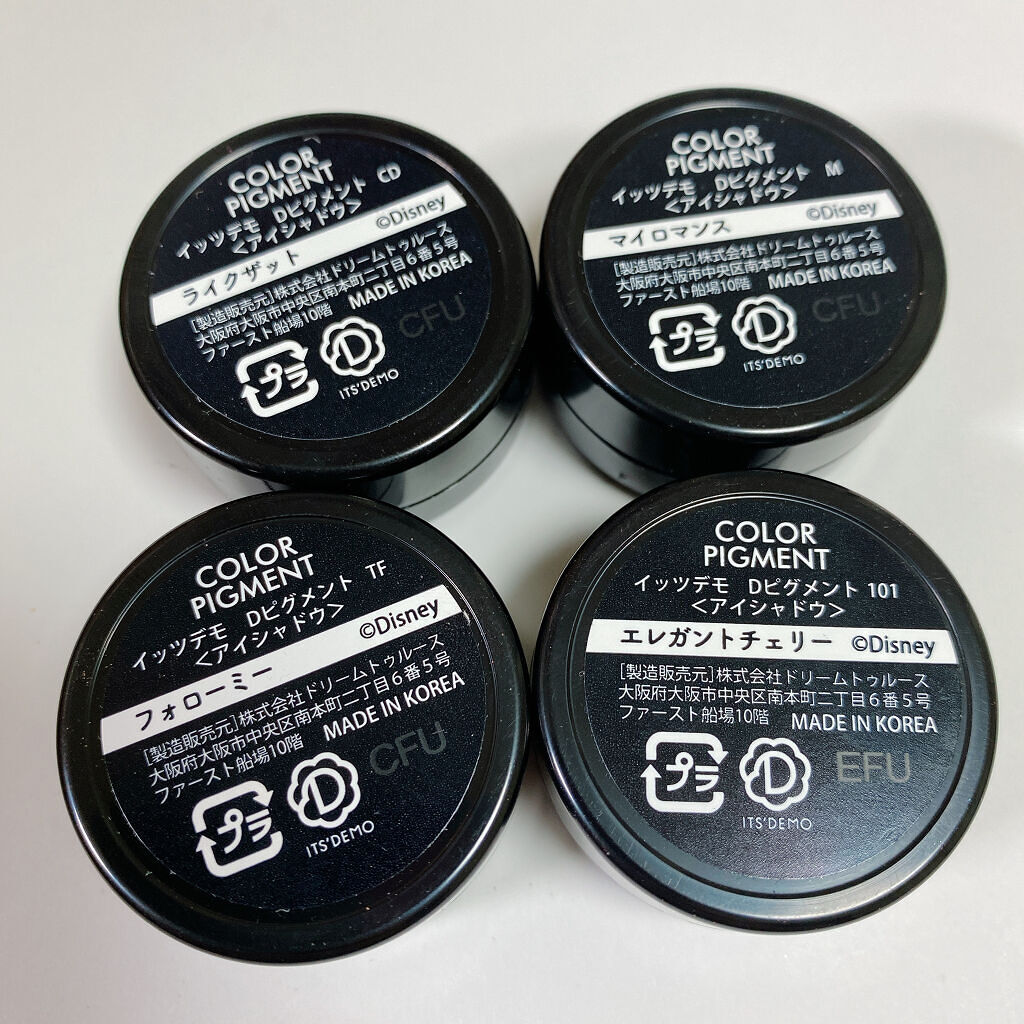 COLOR
PIGMENT
イッツデモ Dピグメント CD
<アイシャドウ>
ライクザット ©Disney
[製造販売元]株式会社ドリームトゥルース
大阪府大阪市中央区南本町二丁目6番5号
ファースト船場10階 MADE IN KOREA
プラ D CFU
ITS'DEMO
COLOR
PIGMENT
イッツデモ Dピグメント M
<アイシャドウ>
マイロマンス ©Disney
[製造販売元]株式会社ドリームトゥルース
大阪府大阪市中央区南本町二丁目6番5号
ファースト船場10階 MADE IN KOREA
プラ D CFU
ITS'DEMO
COLOR
PIGMENT
イッツデモ Dピグメント TF
<アイシャドウ>
フォローミー ©Disney
[製造販売元]株式会社ドリームトゥルース
大阪府大阪市中央区南本町二丁目6番5号
ファースト船場10階 MADE IN KOREA
プラ D CFU
ITS'DEMO
COLOR
PIGMENT
イッツデモ Dピグメント 101
<アイシャドウ>
エレガントチェリー ©Disney
[製造販売元]株式会社ドリームトゥルース
大阪府大阪市中央区南本町二丁目6番5号
ファースト船場10階 MADE IN KOREA
プラ D EFU
ITS'DEMO